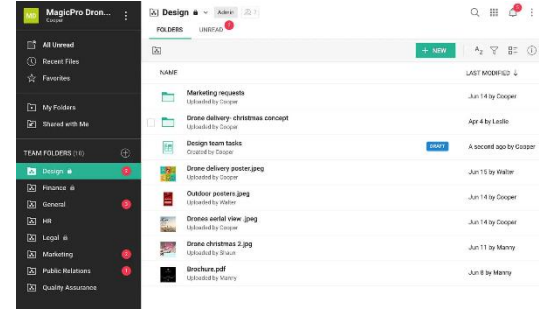 MD
MagicPro Dron...
Cooper
All Unread
Recent Files
Favorites
My Folders
Shared with Me
TEAM FOLDERS (18)
Design
Finance
General
HR
Legal
Marketing
Public Relations
Quality Assurance
Design
Admin
FOLDERS
UNREAD
+ NEW
NAME
LAST MODIFIED ↓
Marketing requests
Uploaded by Cooper
Jun 14 by Cooper
Drone delivery- christmas concept
Uploaded by Cooper
Apr 4 by Leslie
Design team tasks
Created by Cooper
DRAFT
A second ago by Cooper
Drone delivery poster.jpeg
Uploaded by Cooper
Jun 15 by Walter
Outdoor posters.jpeg
Uploaded by Walter
Jun 14 by Cooper
Drones aerial view .jpeg
Uploaded by Cooper
Jun 14 by Cooper
Drone christmas 2.jpg
Uploaded by Shaun
Jun 11 by Manny
Brochure.pdf
Uploaded by Manny
Jun 8 by Manny